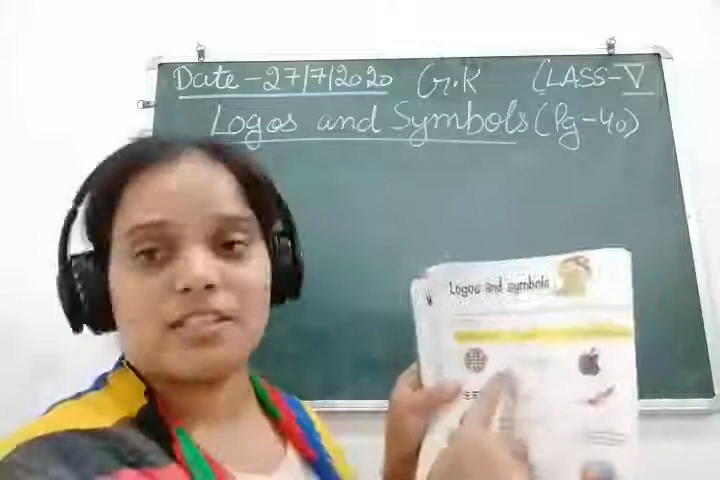 Date - 27/7/2020 G.K CLASS-V
Logos and Symbols (Pg-40)
Logos and symbols